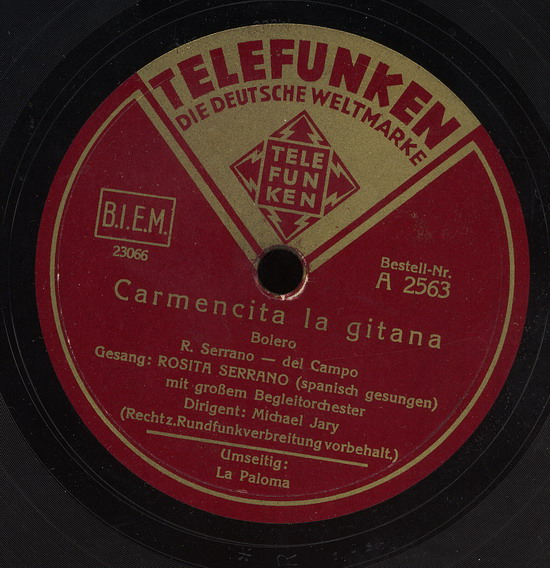 TELEFUNKEN
DIE DEUTSCHE WELTMARKE
TELE
FUN
KEN
B.I.E.M.
23066
Bestell-Nr.
A 2563
Carmencita la gitana
Bolero
R. Serrano — del Campo
Gesang: ROSITA SERRANO (spanisch gesungen)
mit großem Begleitorchester
Dirigent: Michael Jary
(Recht z. Rundfunkverbreitung vorbehalt.)
Umseitig:
La Paloma